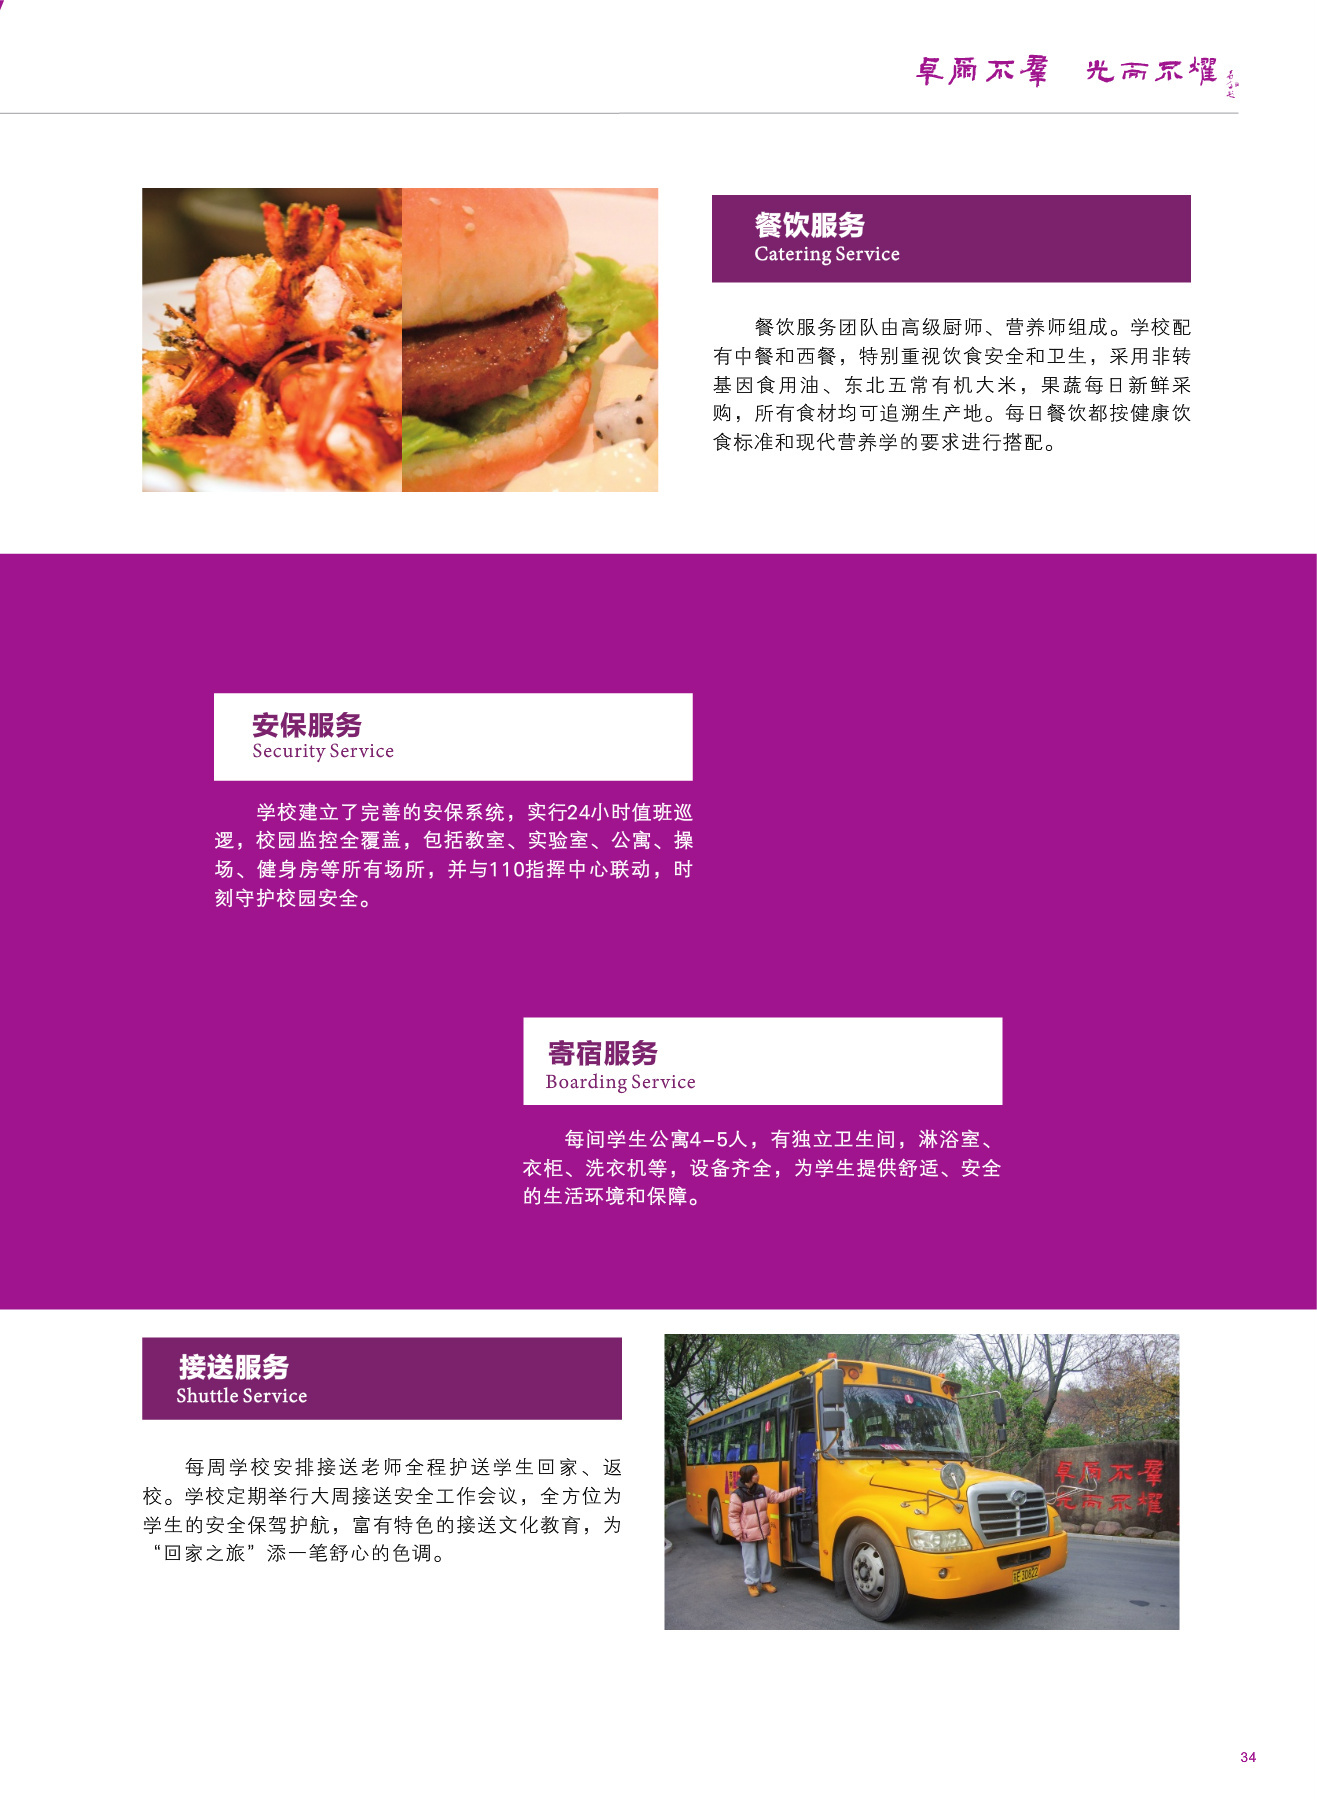 卓尔不群 光而不耀
餐饮服务
Catering Service
餐饮服务团队由高级厨师、营养师组成。学校配
有中餐和西餐，特别重视饮食安全和卫生，采用非转
基因食用油、东北五常有机大米，果蔬每日新鲜采
购，所有食材均可追溯生产地。每日餐饮都按健康饮
食标准和现代营养学的要求进行搭配。
安保服务
Security Service
学校建立了完善的安保系统，实行24小时值班巡
逻，校园监控全覆盖，包括教室、实验室、公寓、操
场、健身房等所有场所，并与110指挥中心联动，时
刻守护校园安全。
寄宿服务
Boarding Service
每间学生公寓4-5人，有独立卫生间，淋浴室、
衣柜、洗衣机等，设备齐全，为学生提供舒适、安全
的生活环境和保障。
接送服务
Shuttle Service
每周学校安排接送老师全程护送学生回家、返
校。学校定期举行大周接送安全工作会议，全方位为
学生的安全保驾护航，富有特色的接送文化教育，为
“回家之旅”添一笔舒心的色调。
卓尔不群
光而不耀
34